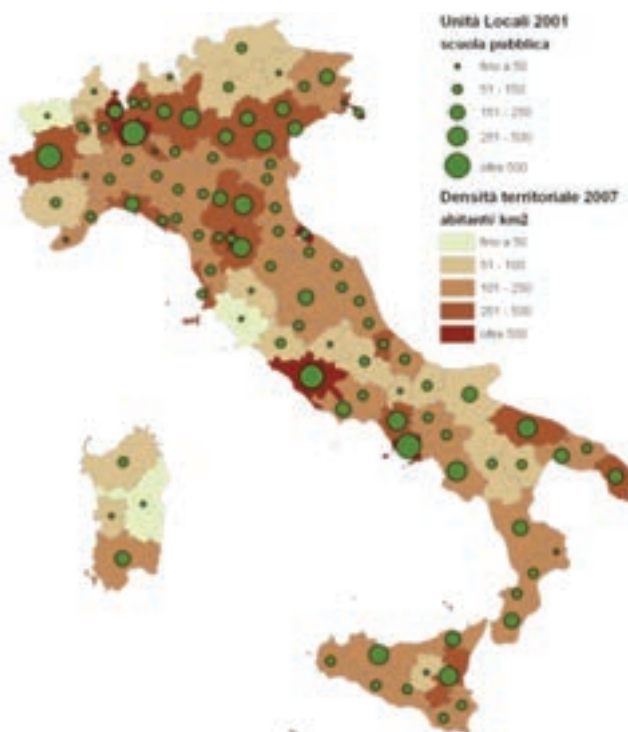 Unità Locali 2001
scuola pubblica
fino a 50
51 - 150
151 - 250
251 - 500
oltre 500
Densità territoriale 2007
abitanti/ km2
fino a 50
51 - 100
101 - 250
251 - 500
oltre 500